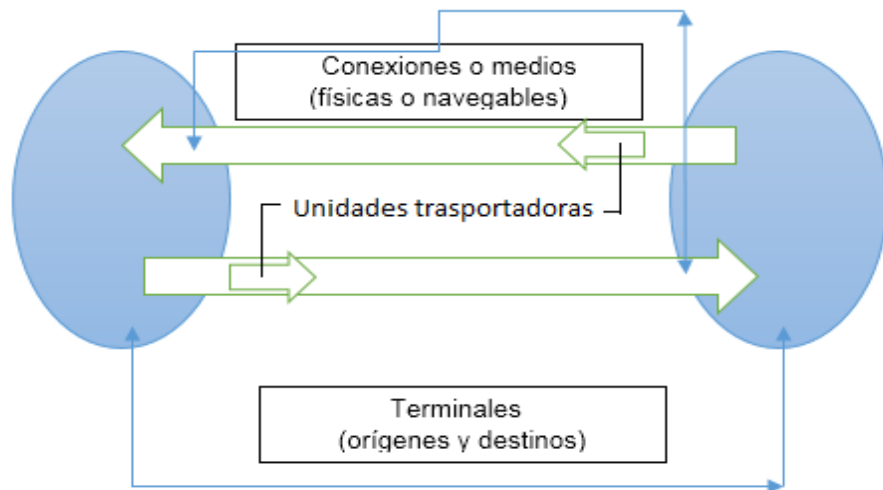 Conexiones o medios
(físicas o navegables)
Unidades trasportadoras
Terminales
(orígenes y destinos)